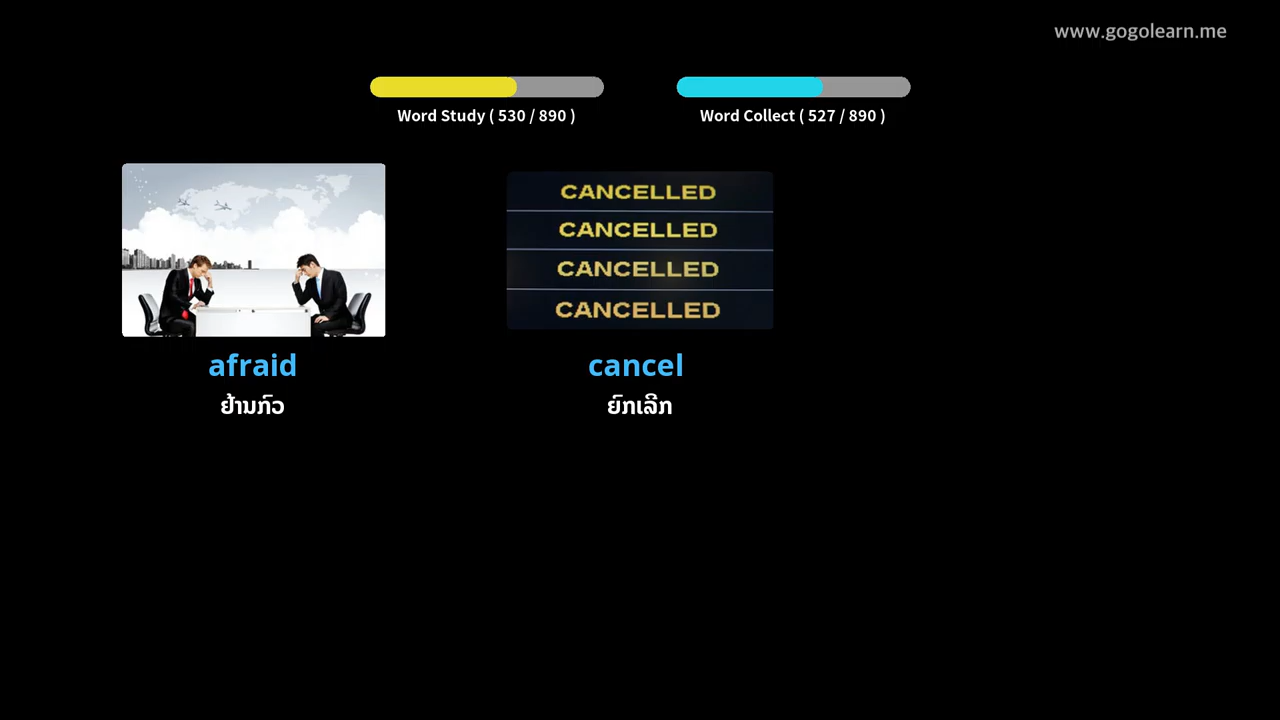 www.gogolearn.me
Word Study ( 530 / 890 )
Word Collect ( 527 / 890 )
CANCELLED
CANCELLED
CANCELLED
CANCELLED
afraid
cancel
ຢ້ານກົວ
ຍົກເລີກ